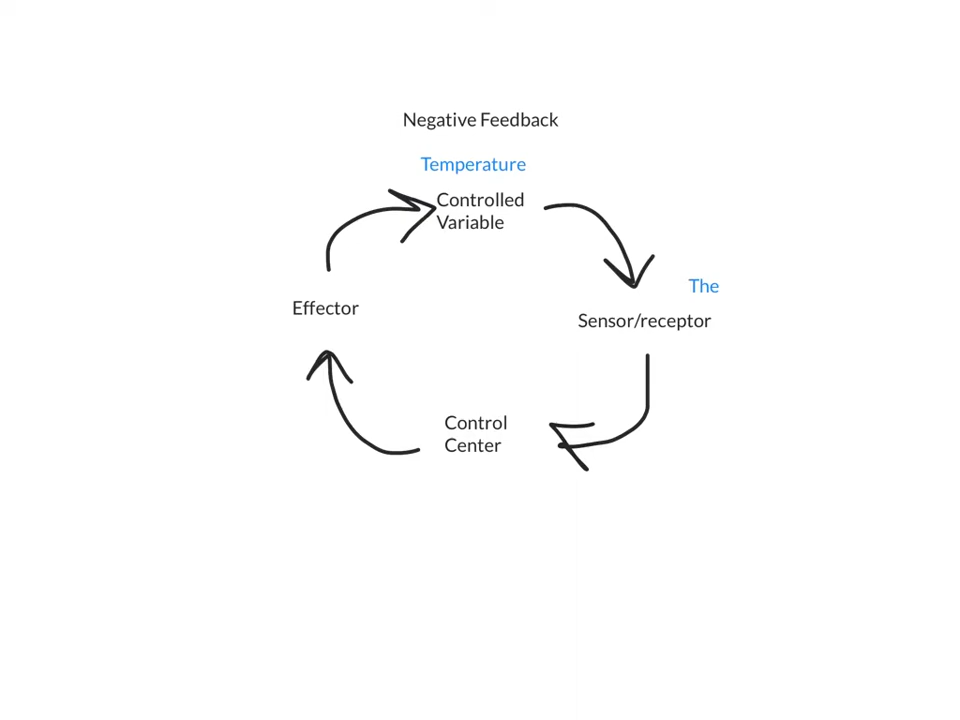 Negative Feedback
Temperature
Controlled
Variable
The
Effector
Sensor/receptor
Control
Center